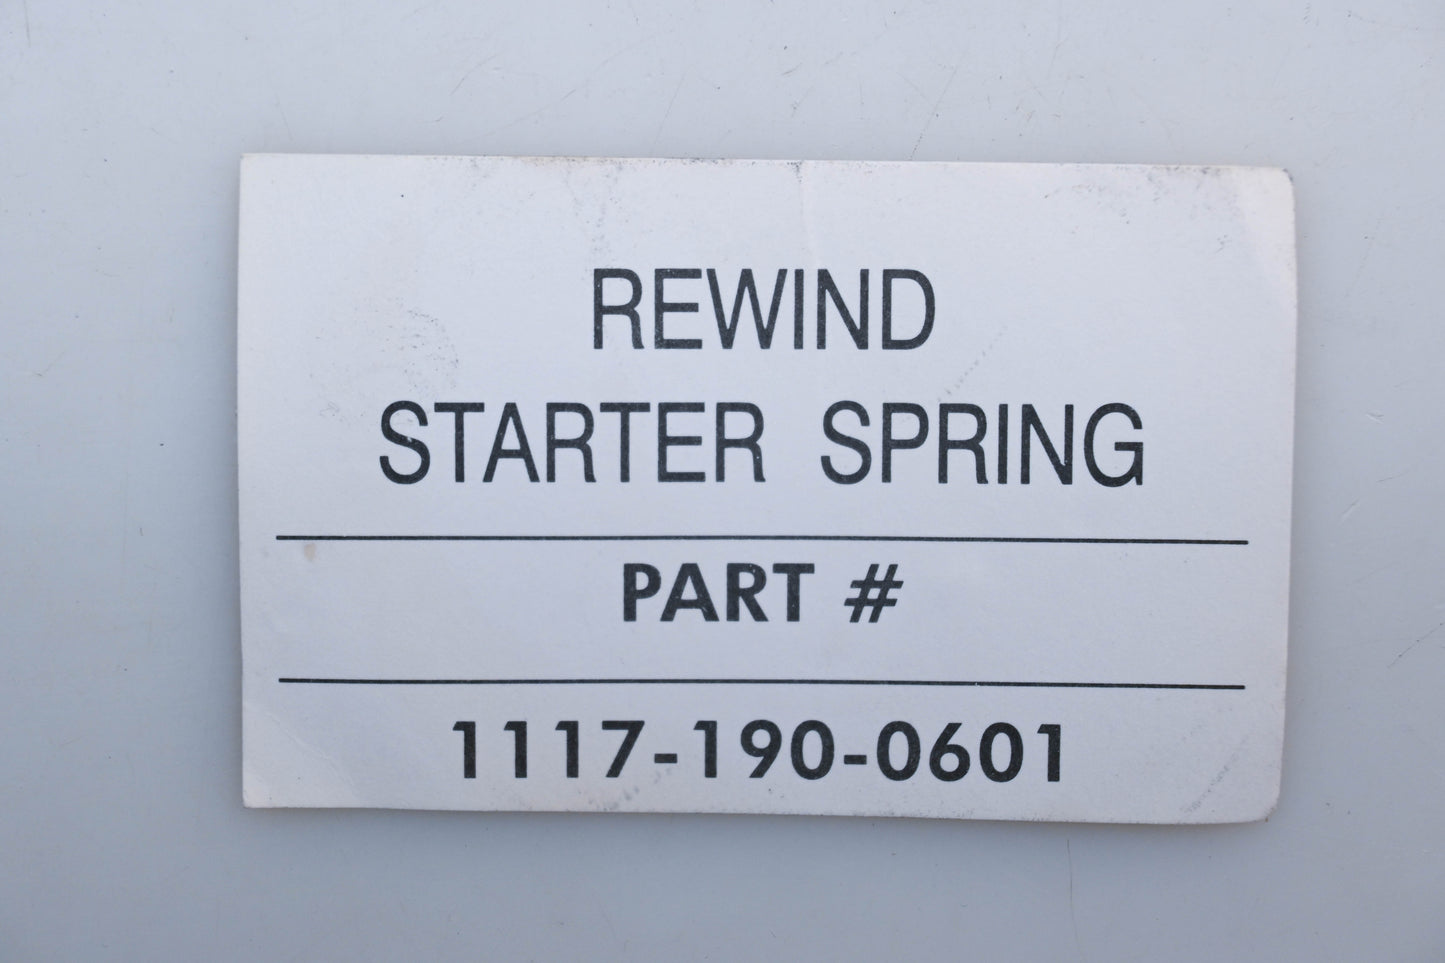 REWIND
STARTER SPRING
PART #
1117-190-0601